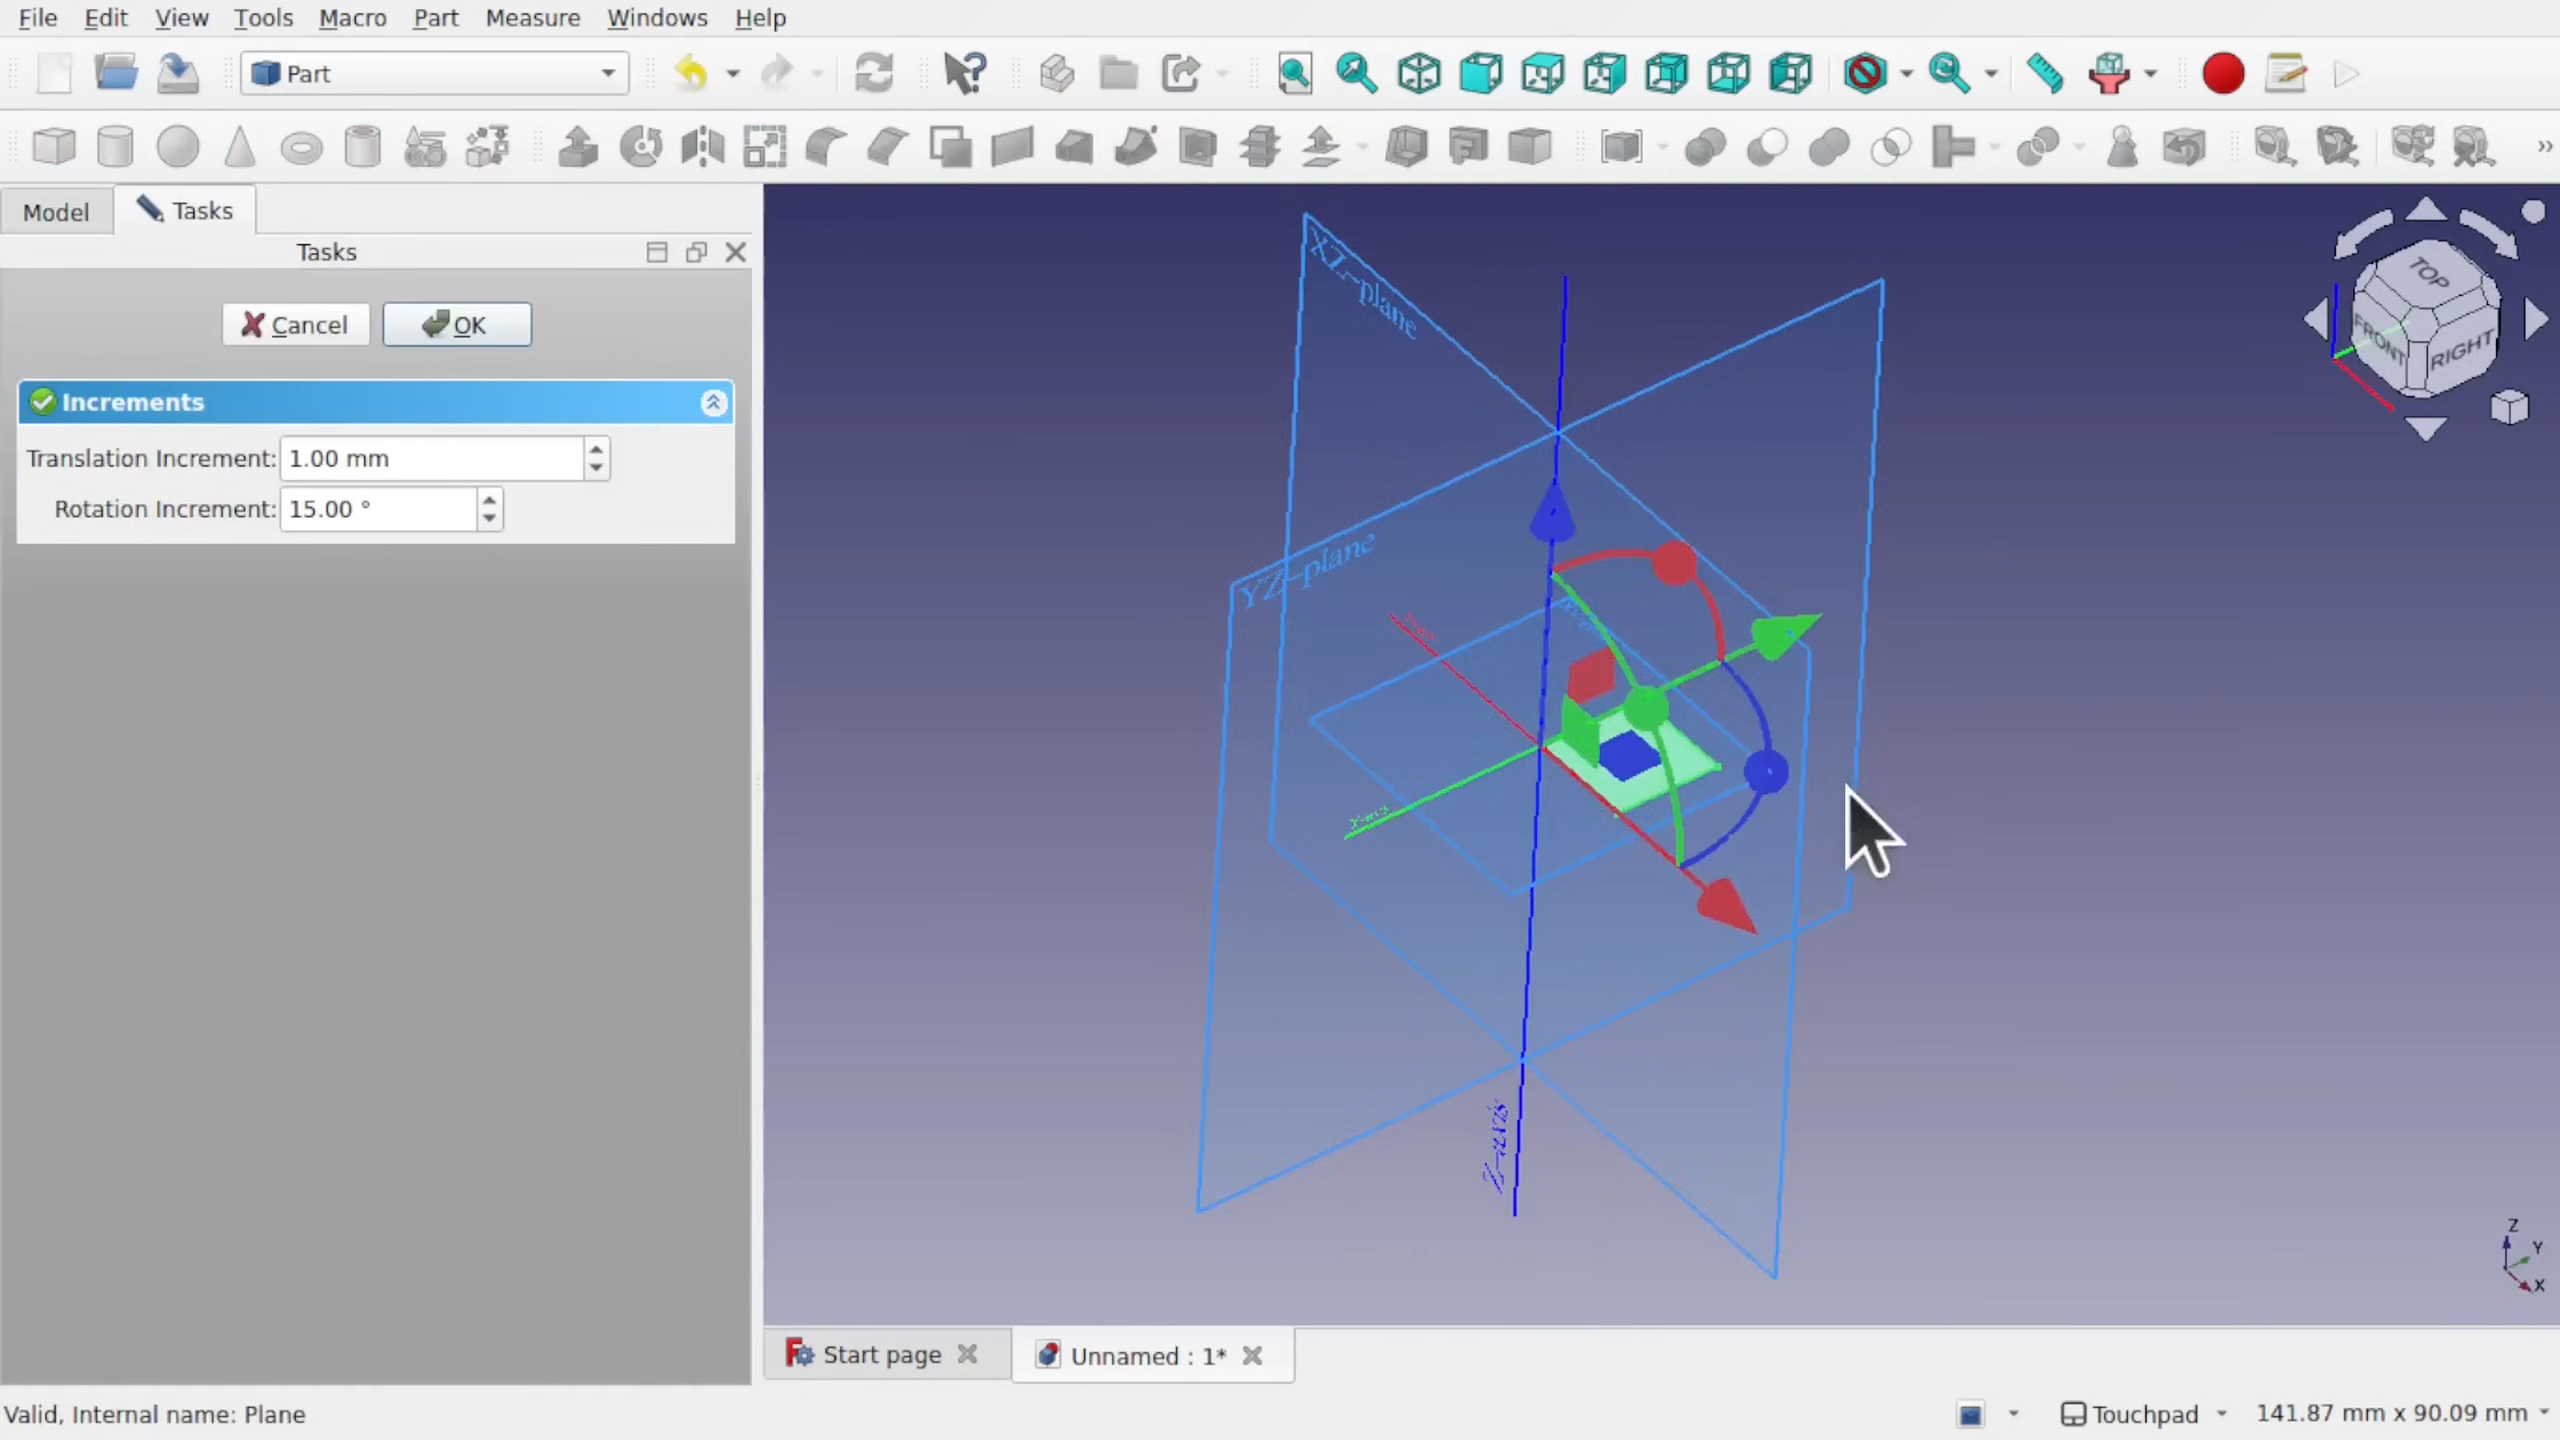 File Edit View Tools Macro Part Measure Windows Help
Part
Model Tasks
Tasks
Cancel OK
Increments
Translation Increment: 1.00 mm
Rotation Increment: 15.00 °
XZ-plane
YZ-plane
Z-axis
TOP
FRONT RIGHT
Z
Y
X
Start page Unnamed : 1*
Valid, Internal name: Plane Touchpad 141.87 mm x 90.09 mm